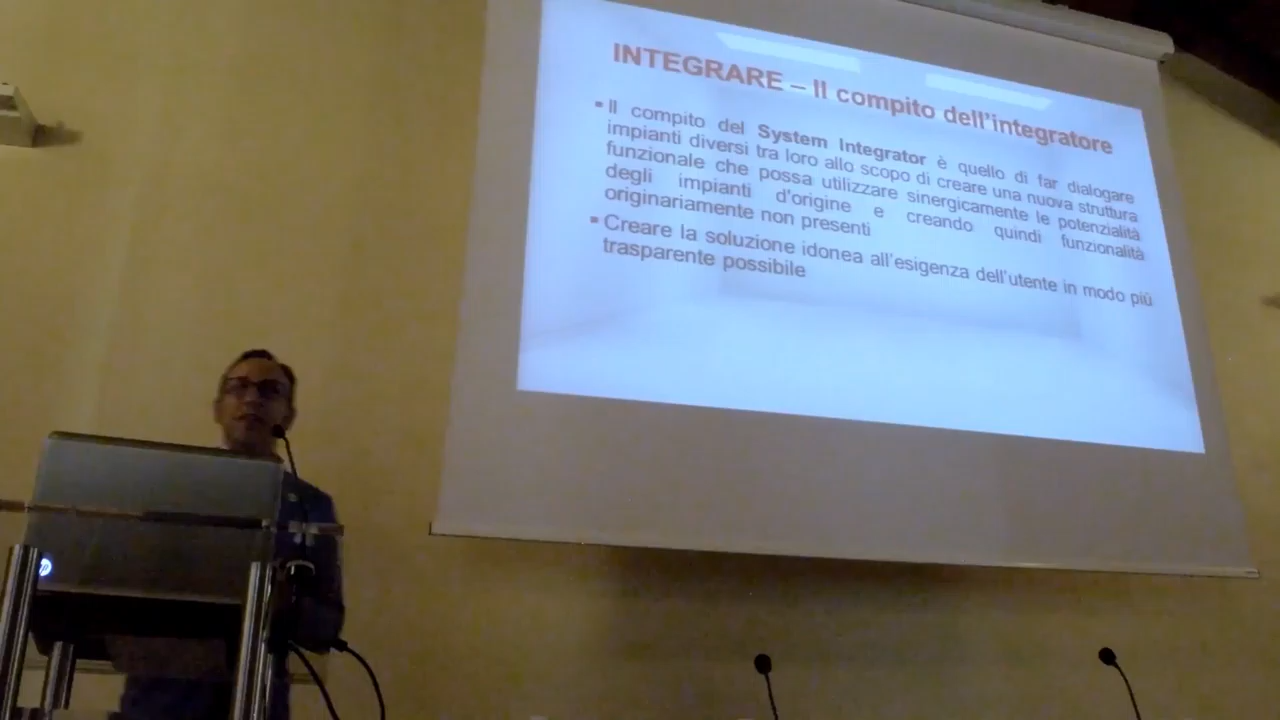 INTEGRARE – Il compito dell'integratore
▪ Il compito del System Integrator è quello di far dialogare
impianti diversi tra loro allo scopo di creare una nuova struttura
funzionale che possa utilizzare sinergicamente le potenzialità
degli impianti d'origine e creando quindi funzionalità
originariamente non presenti
▪ Creare la soluzione idonea all'esigenza dell'utente in modo più
trasparente possibile
hp